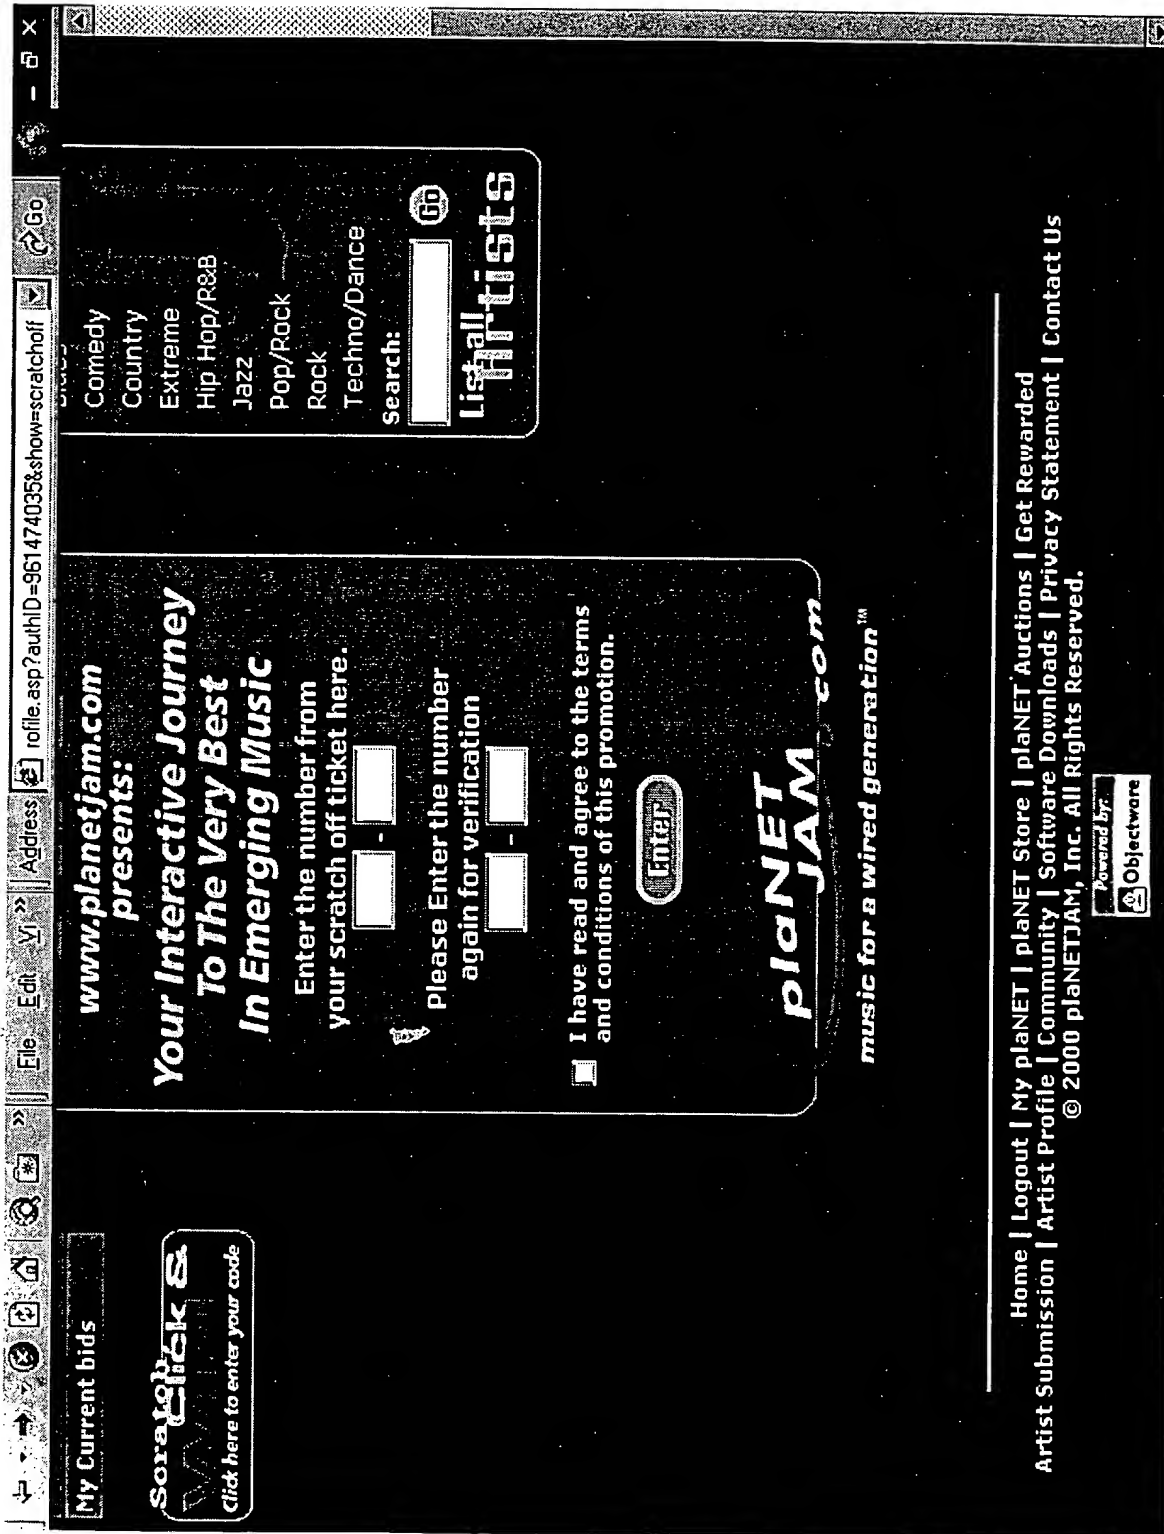 File Edit Vi » Address rofile.asp?authID=961474035&show=scratchoff Go
My Current bids
Scratch,
Click &
Win!
Click here to enter your code
www.planetjam.com
presents:
Your Interactive Journey
To The Very Best
In Emerging Music
Enter the number from
your scratch off ticket here.
-
Please Enter the number
again for verification
-
I have read and agree to the terms
and conditions of this promotion.
Enter
plaNET
JAM com
music for a wired generation™
Comedy
Country
Extreme
Hip Hop/R&B
Jazz
Pop/Rock
Rock
Techno/Dance
Search:
Go
List all
Artists
Home | Logout | My plaNET | plaNET Store | plaNET Auctions | Get Rewarded
Artist Submission | Artist Profile | Community | Software Downloads | Privacy Statement | Contact Us
© 2000 plaNETJAM, Inc. All Rights Reserved.
Powered by:
Objectware